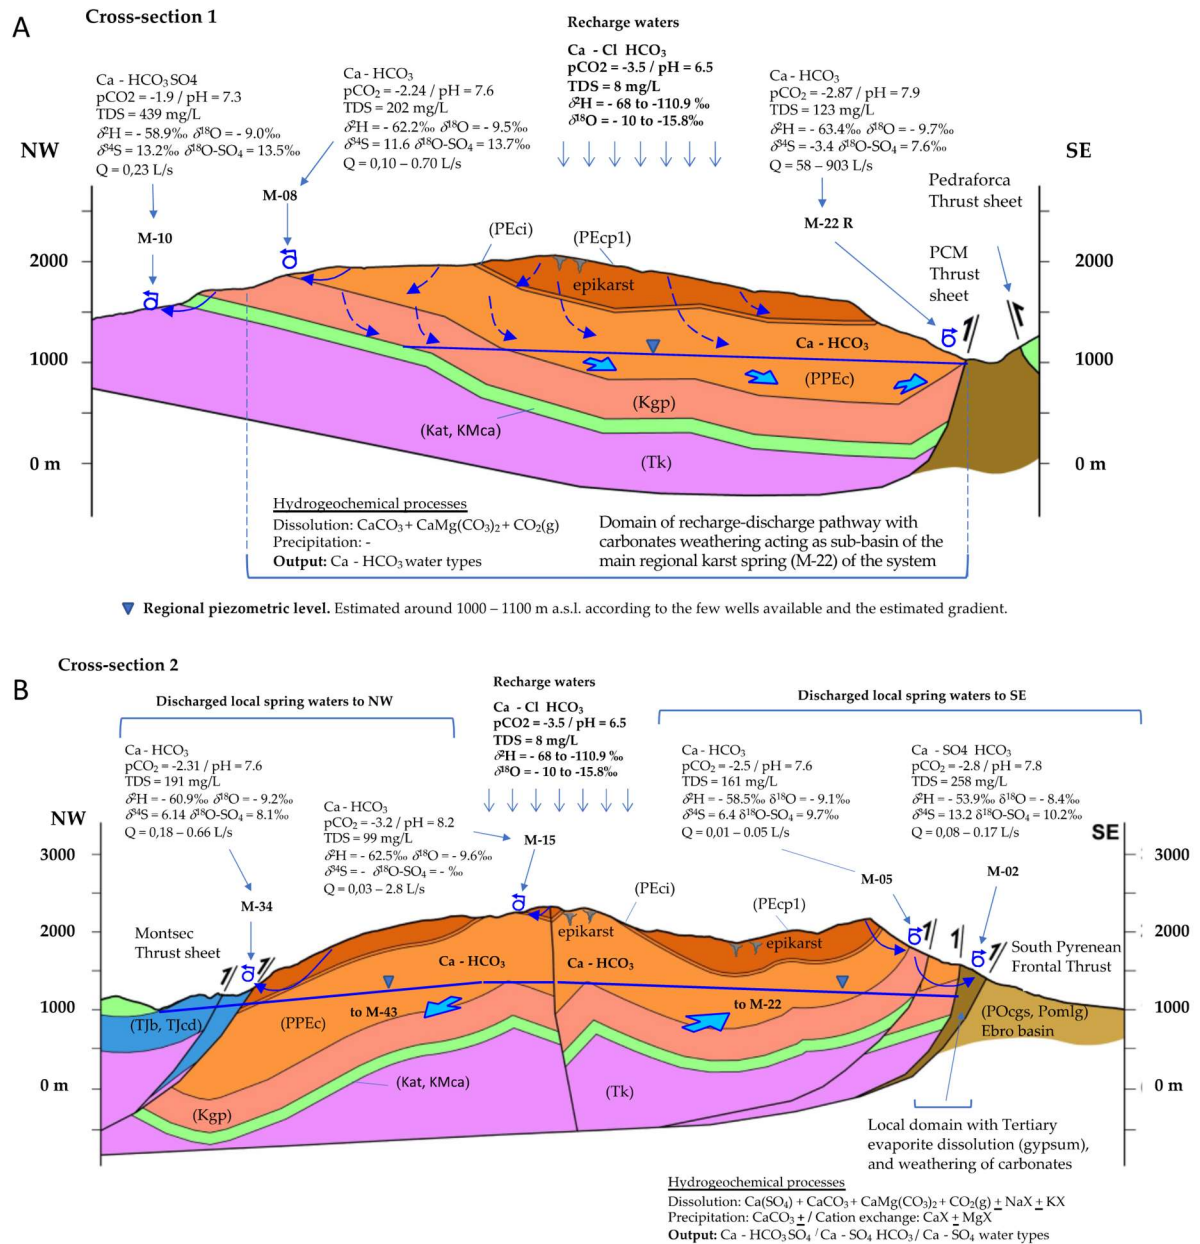 A
Cross-section 1
Recharge waters
Ca - Cl HCO₃
pCO2 = -3.5 / pH = 6.5
TDS = 8 mg/L
δ²H = - 68 to -110.9 ‰
δ¹⁸O = - 10 to -15.8‰
Ca - HCO₃SO4
pCO2 = -1.9 / pH = 7.3
TDS = 439 mg/L
δ²H = - 58.9‰ δ¹⁸O = - 9.0‰
δ³⁴S = 13.2‰ δ¹⁸O-SO₄ = 13.5‰
Q = 0,23 L/s
Ca - HCO₃
pCO₂ = -2.24 / pH = 7.6
TDS = 202 mg/L
δ²H = - 62.2‰ δ¹⁸O = - 9.5‰
δ³⁴S = 11.6 δ¹⁸O-SO₄ = 13.7‰
Q = 0,10 – 0.70 L/s
Ca - HCO₃
pCO₂ = -2.87 / pH = 7.9
TDS = 123 mg/L
δ²H = - 63.4‰ δ¹⁸O = - 9.7‰
δ³⁴S = -3.4 δ¹⁸O-SO₄ = 7.6‰
Q = 58 – 903 L/s
NW
SE
Pedraforca
Thrust sheet
M-08
M-10
M-22 R
PCM
Thrust
sheet
(PEci)
(PEcp1)
2000
2000
epikarst
Ca - HCO₃
1000
1000
(PPEc)
(Kgp)
(Kat, KMca)
(Tk)
0 m
0 m
Hydrogeochemical processes
Dissolution: CaCO₃ + CaMg(CO₃)₂ + CO₂(g)
Precipitation: -
Output: Ca - HCO₃ water types
Domain of recharge-discharge pathway with
carbonates weathering acting as sub-basin of the
main regional karst spring (M-22) of the system
Regional piezometric level. Estimated around 1000 – 1100 m a.s.l. according to the few wells available and the estimated gradient.
B
Cross-section 2
Discharged local spring waters to NW
Recharge waters
Ca - Cl HCO₃
pCO2 = -3.5 / pH = 6.5
TDS = 8 mg/L
δ²H = - 68 to -110.9 ‰
δ¹⁸O = - 10 to -15.8‰
Discharged local spring waters to SE
Ca - HCO₃
pCO₂ = -2.31 / pH = 7.6
TDS = 191 mg/L
δ²H = - 60.9‰ δ¹⁸O = - 9.2‰
δ³⁴S = 6.14 δ¹⁸O-SO₄ = 8.1‰
Q = 0,18 – 0.66 L/s
Ca - HCO₃
pCO₂ = -3.2 / pH = 8.2
TDS = 99 mg/L
δ²H = - 62.5‰ δ¹⁸O = - 9.6‰
δ³⁴S = - δ¹⁸O-SO₄ = - ‰
Q = 0,03 – 2.8 L/s
Ca - HCO₃
pCO₂ = -2.5 / pH = 7.6
TDS = 161 mg/L
δ²H = - 58.5‰ δ¹⁸O = - 9.1‰
δ³⁴S = 6.4 δ¹⁸O-SO₄ = 9.7‰
Q = 0,01 – 0.05 L/s
Ca - SO4 HCO₃
pCO₂ = -2.8 / pH = 7.8
TDS = 258 mg/L
δ²H = - 53.9‰ δ¹⁸O = - 8.4‰
δ³⁴S = 13.2 δ¹⁸O-SO₄ = 10.2‰
Q = 0,08 – 0.17 L/s
NW
SE
M-15
3000
3000
M-05
M-02
M-34
(PEci)
(PEcp1)
Montsec
Thrust sheet
2000
2000
epikarst
epikarst
South Pyrenean
Frontal Thrust
Ca - HCO₃
Ca - HCO₃
1000
1000
(TJb, TJcd)
(PPEc)
to M-43
to M-22
(POcgs, Pomlg)
Ebro basin
0 m
0 m
(Kat, KMca)
(Tk)
(Kgp)
Local domain with Tertiary
evaporite dissolution (gypsum),
and weathering of carbonates
Hydrogeochemical processes
Dissolution: Ca(SO₄) + CaCO₃ + CaMg(CO₃)₂ + CO₂(g) ± NaX ± KX
Precipitation: CaCO₃ ± / Cation exchange: CaX ± MgX
Output: Ca - HCO₃SO₄ / Ca - SO₄ HCO₃ / Ca - SO₄ water types